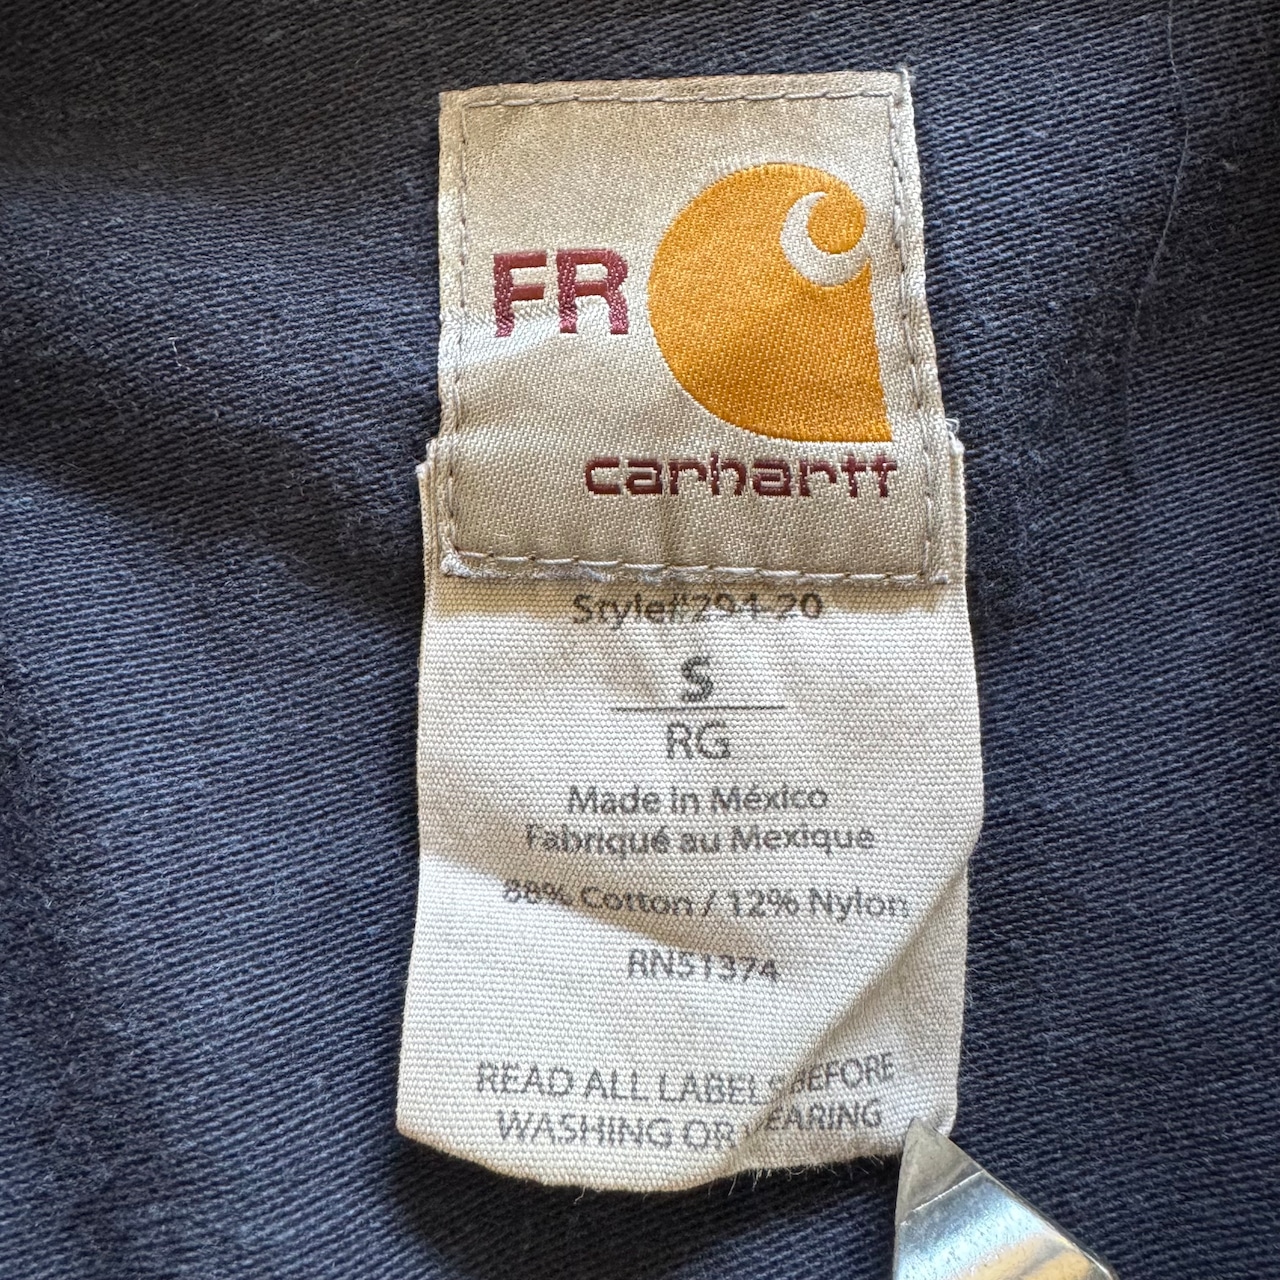 FR
carhartt
Style#294-20
S
RG
Made in México
Fabriqué au Mexique
88% Cotton / 12% Nylon
RN51374
READ ALL LABELS BEFORE
WASHING OR WEARING